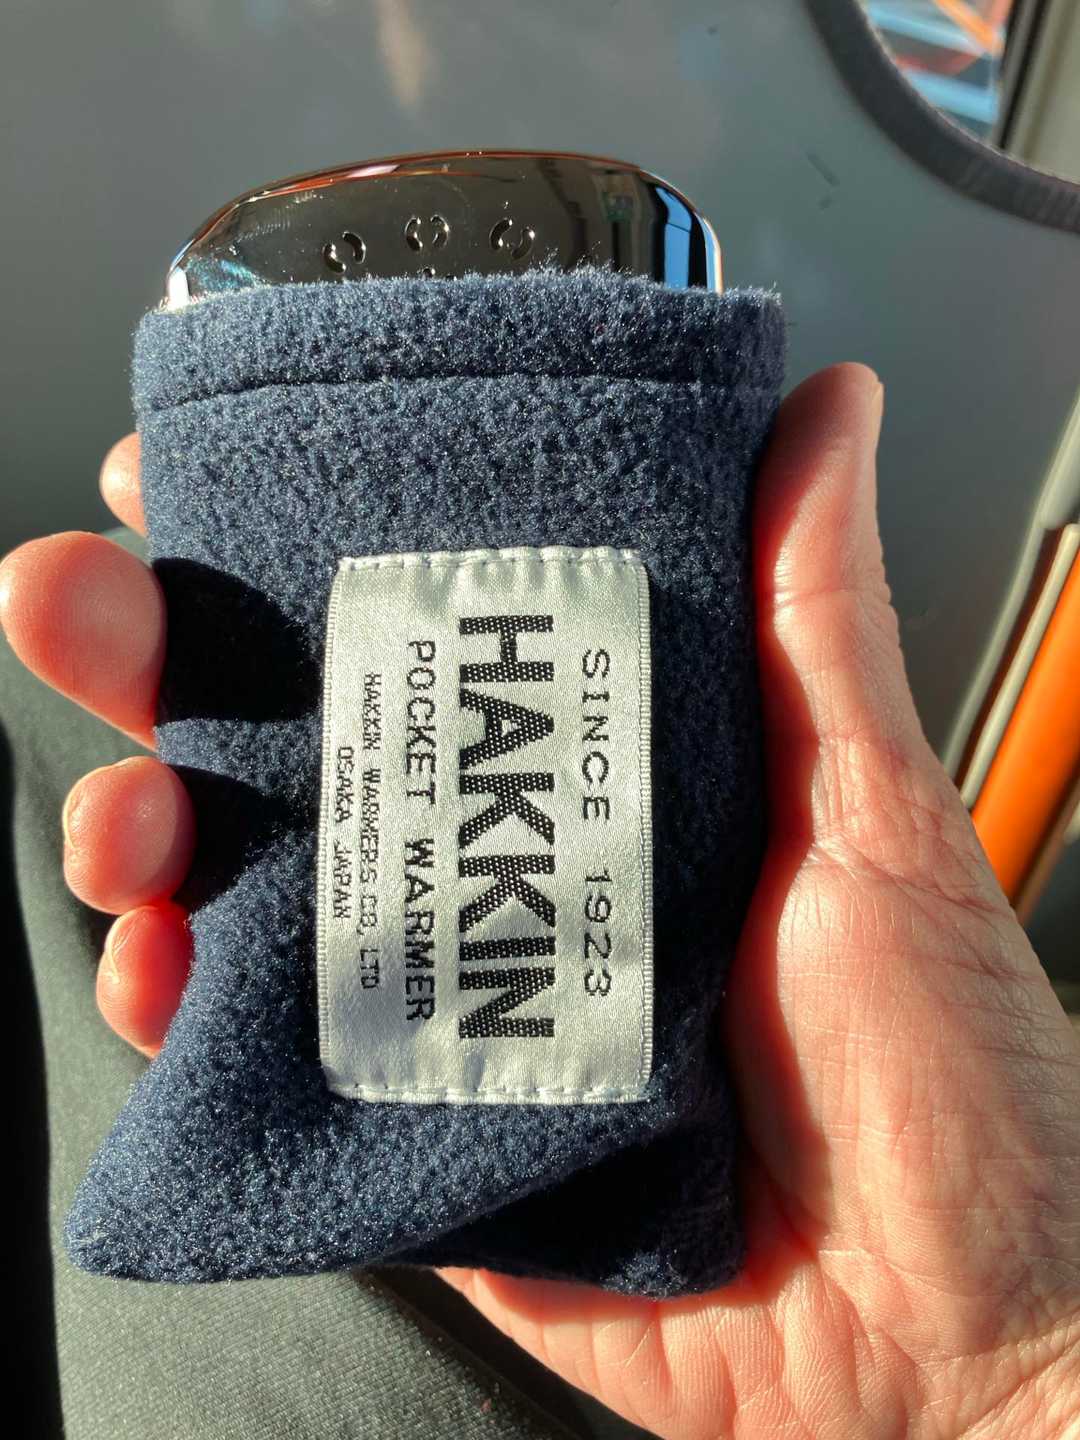 SINCE 1923
HAKKIN
POCKET WARMER
HAKKIN WARMERS.CO,.LTD
OSAKA JAPAN